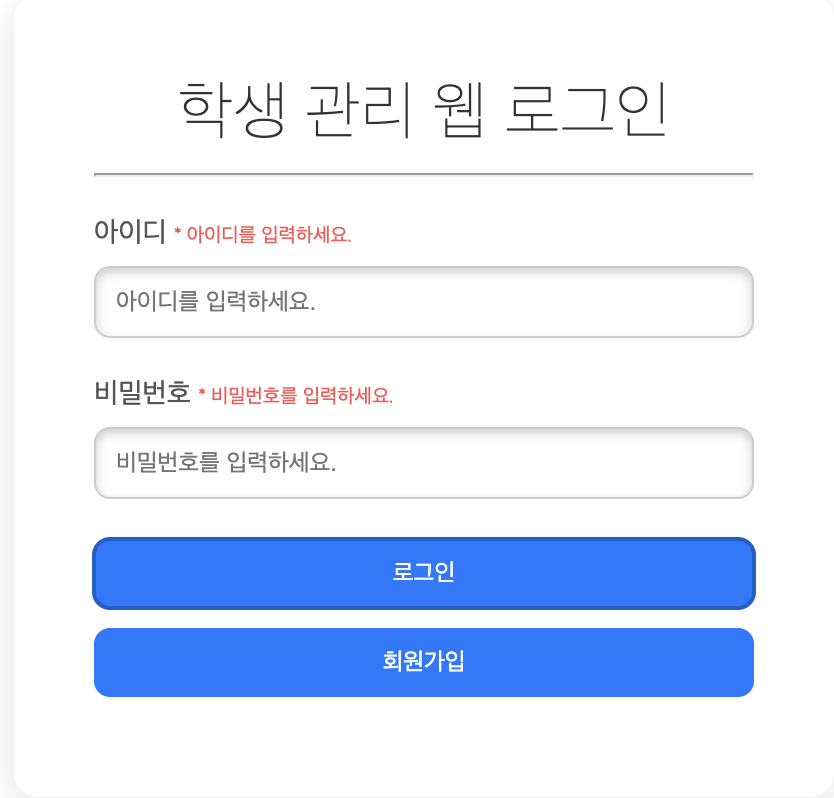 학생 관리 웹 로그인
아이디 * 아이디를 입력하세요.
아이디를 입력하세요.
비밀번호 * 비밀번호를 입력하세요.
비밀번호를 입력하세요.
로그인
회원가입